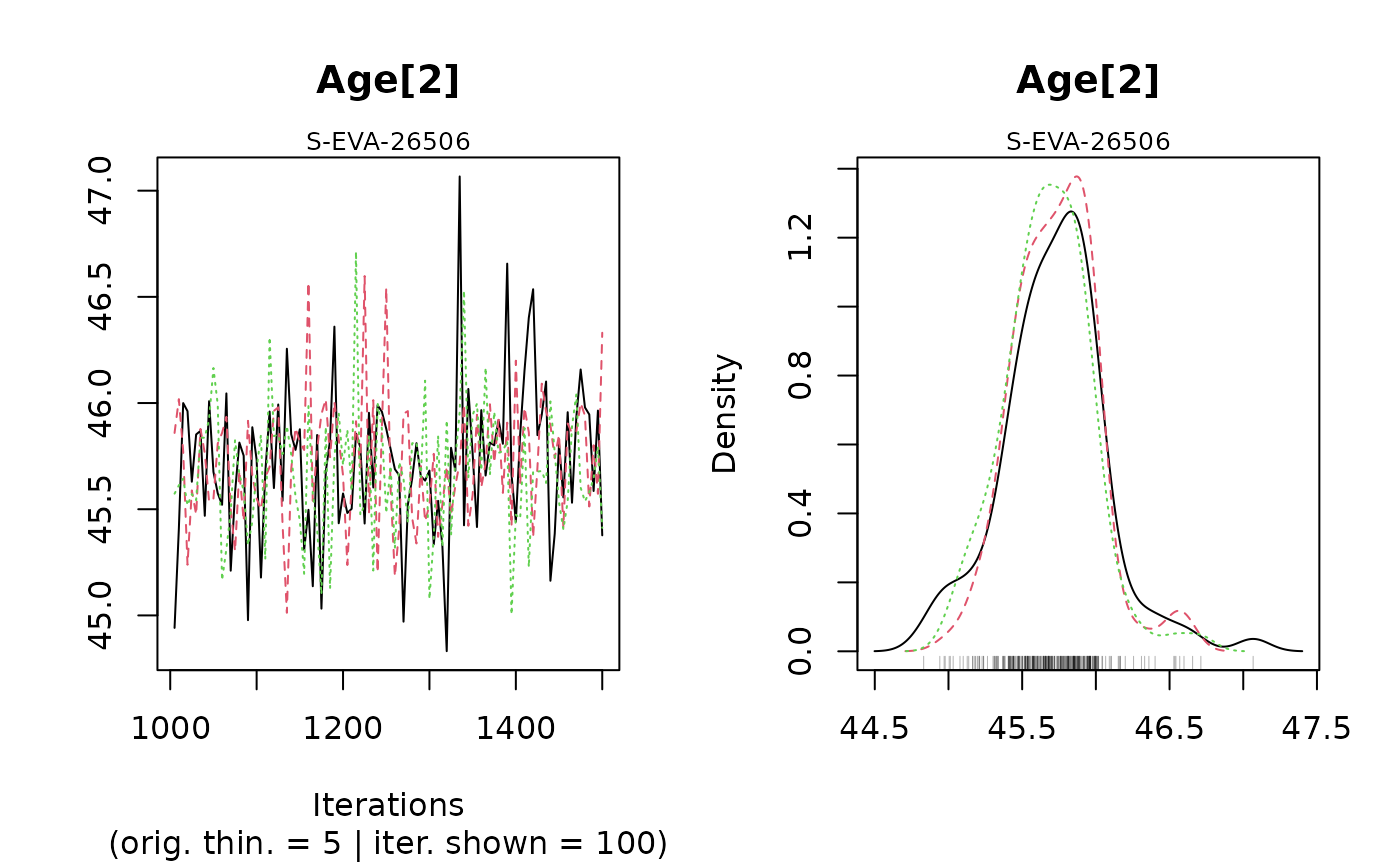 Age[2]
S-EVA-26506
47.0
46.5
46.0
45.5
45.0
1000 1200 1400
Iterations
(orig. thin. = 5 | iter. shown = 100)
Age[2]
S-EVA-26506
Density
1.2
0.8
0.4
0.0
44.5 45.5 46.5 47.5